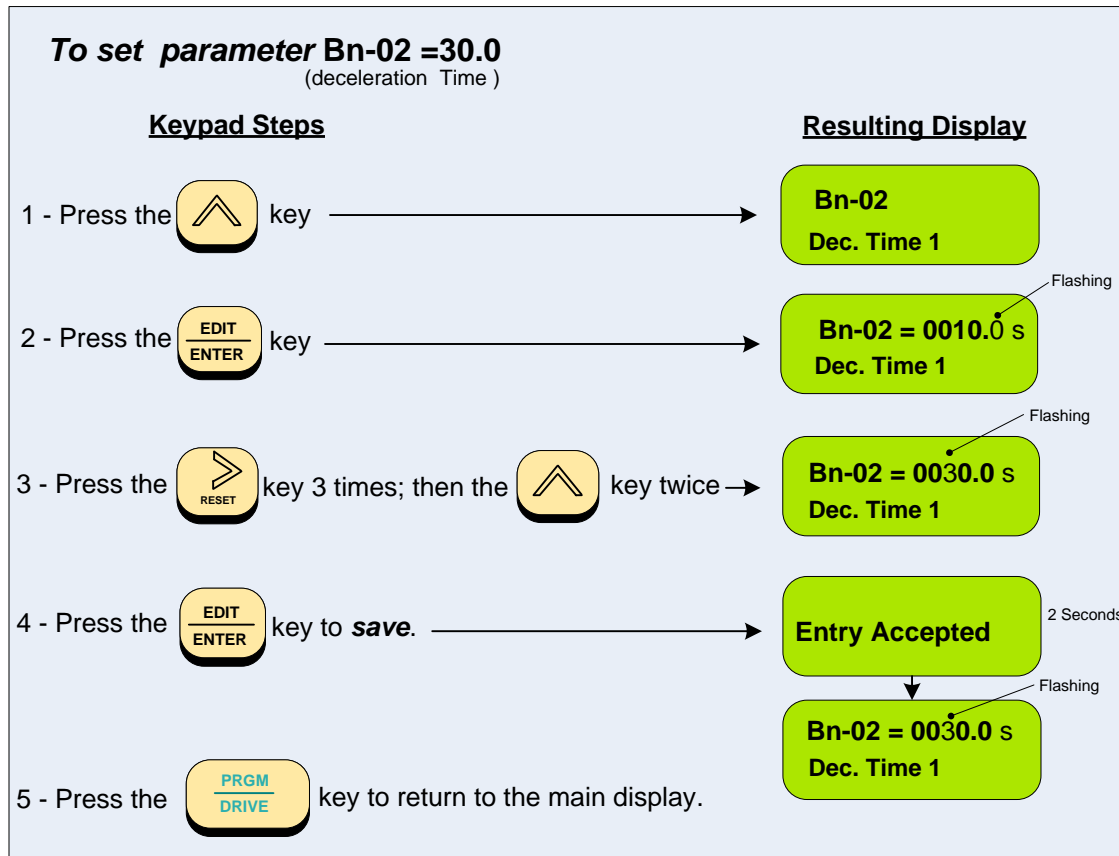 To set parameter Bn-02 =30.0
(deceleration Time )
Keypad Steps
Resulting Display
1 - Press the key
Bn-02
Dec. Time 1
2 - Press the EDIT ENTER key
Flashing
Bn-02 = 0010.0 s
Dec. Time 1
3 - Press the RESET key 3 times; then the key twice
Flashing
Bn-02 = 0030.0 s
Dec. Time 1
4 - Press the EDIT ENTER key to save.
Entry Accepted
2 Seconds
Flashing
Bn-02 = 0030.0 s
Dec. Time 1
5 - Press the PRGM DRIVE key to return to the main display.